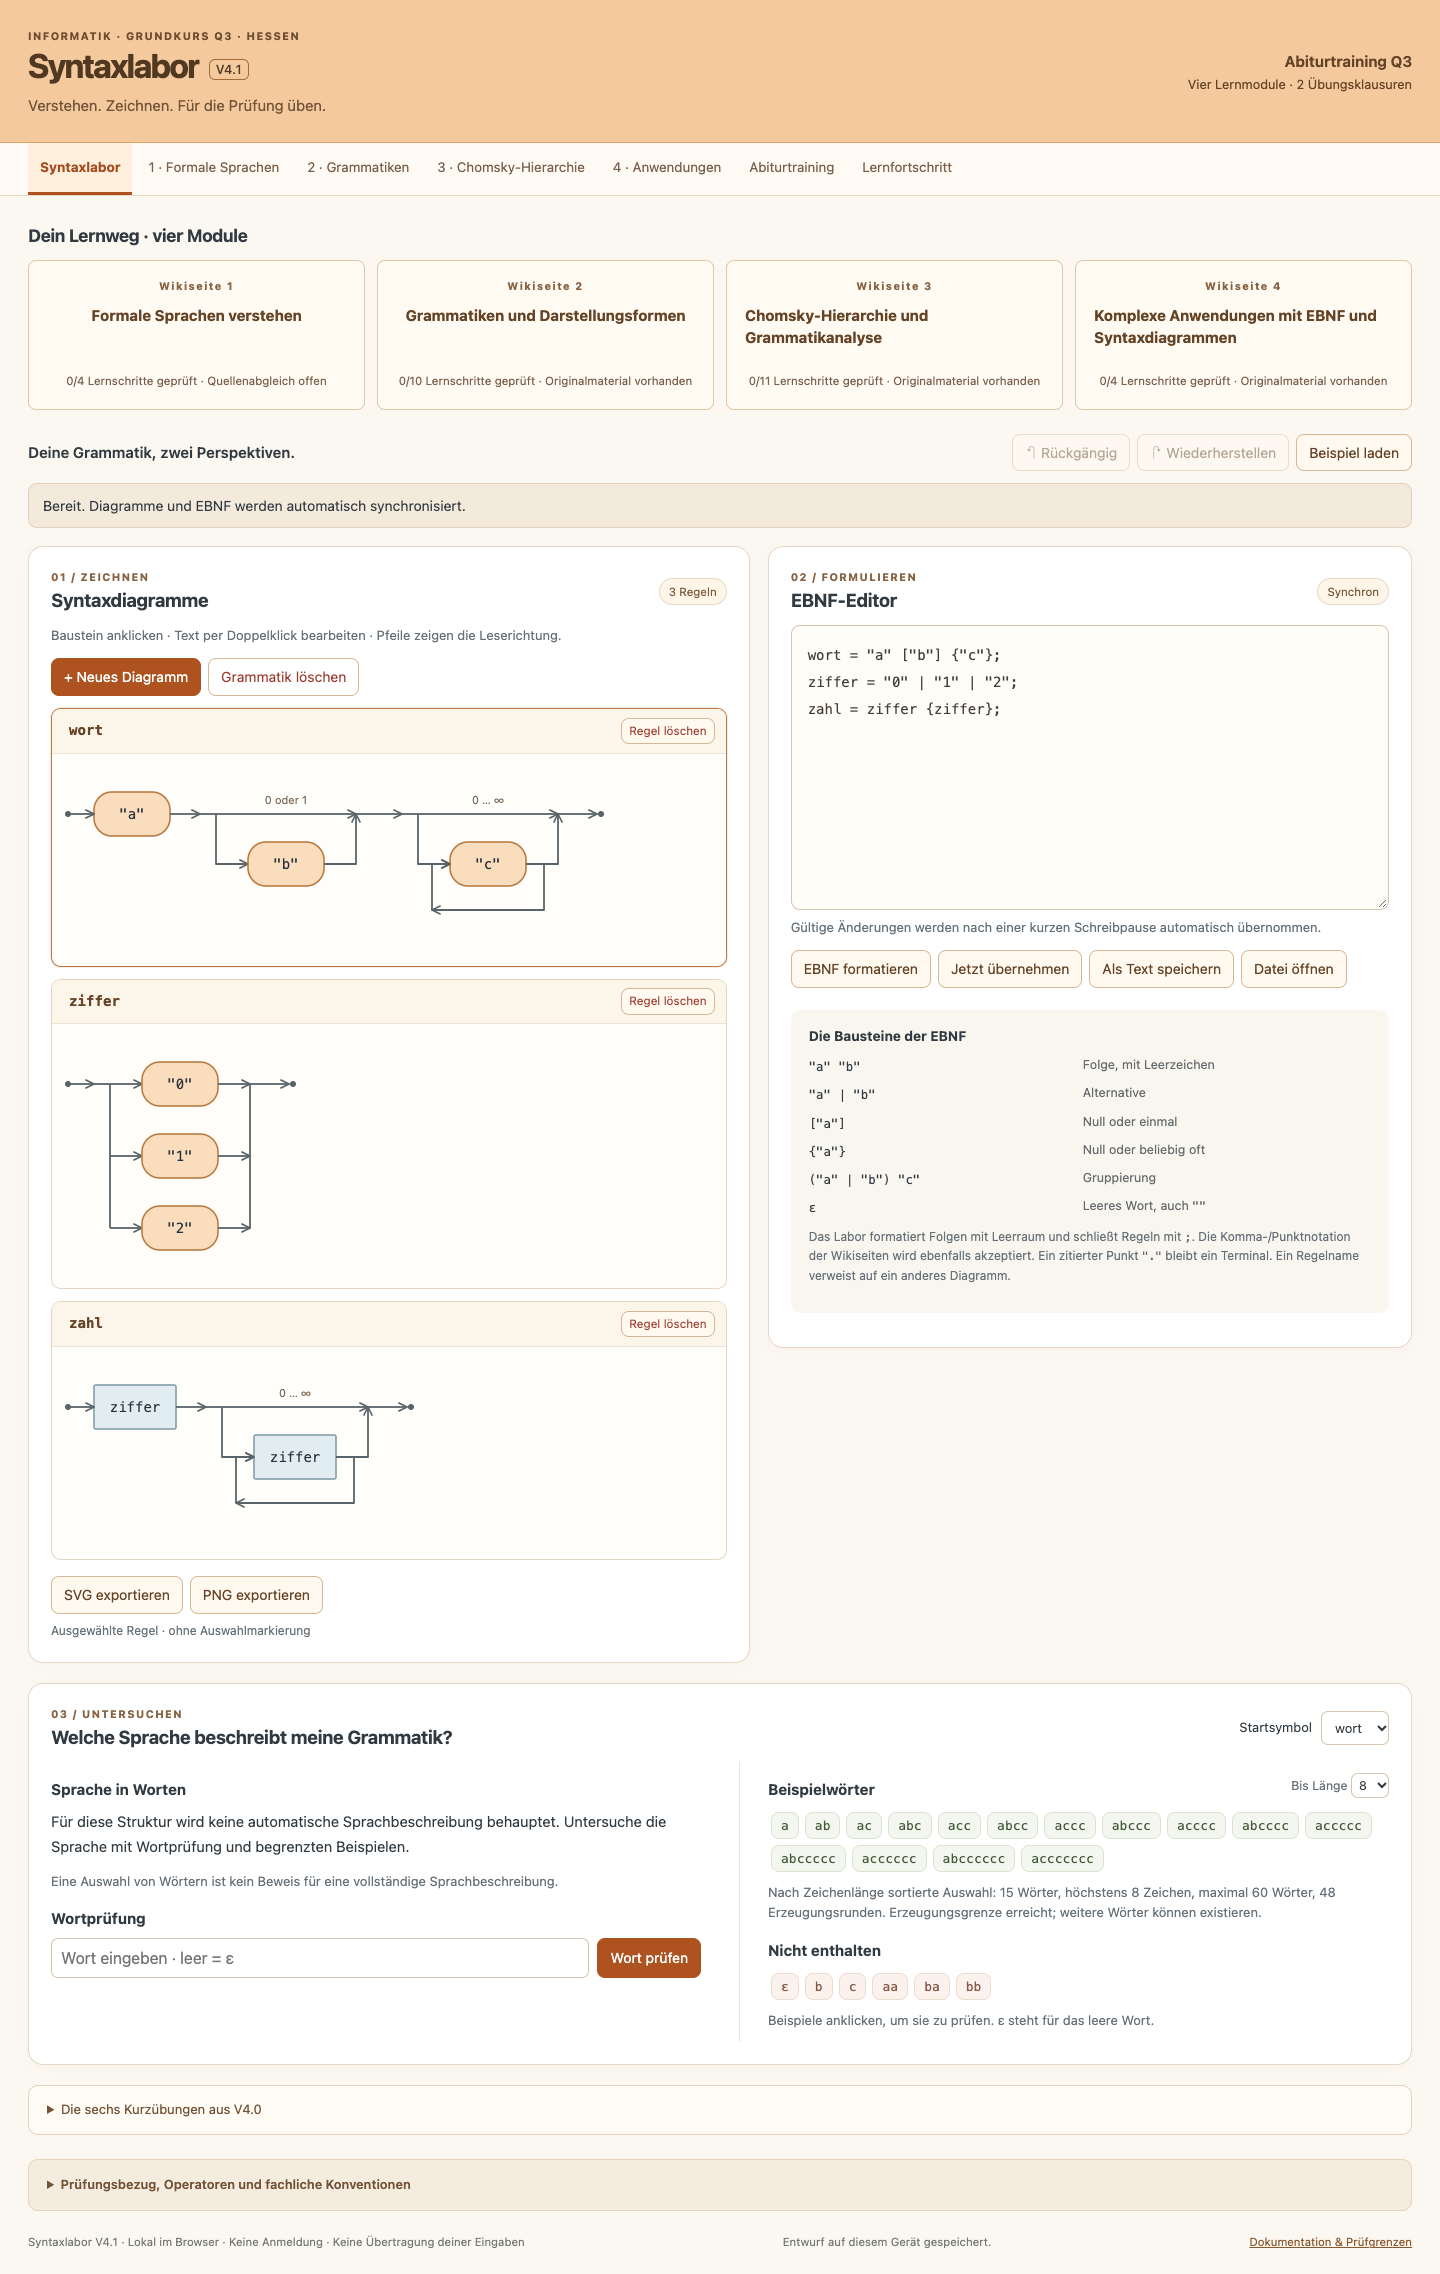 INFORMATIK · GRUNDKURS Q3 · HESSEN
Syntaxlabor V4.1
Verstehen. Zeichnen. Für die Prüfung üben.
Abiturtraining Q3
Vier Lernmodule · 2 Übungsklausuren
Syntaxlabor 1 · Formale Sprachen 2 · Grammatiken 3 · Chomsky-Hierarchie 4 · Anwendungen Abiturtraining Lernfortschritt
Dein Lernweg · vier Module
Wikiseite 1
Formale Sprachen verstehen
0/4 Lernschritte geprüft · Quellenabgleich offen
Wikiseite 2
Grammatiken und Darstellungsformen
0/10 Lernschritte geprüft · Originalmaterial vorhanden
Wikiseite 3
Chomsky-Hierarchie und
Grammatikanalyse
0/11 Lernschritte geprüft · Originalmaterial vorhanden
Wikiseite 4
Komplexe Anwendungen mit EBNF und
Syntaxdiagrammen
0/4 Lernschritte geprüft · Originalmaterial vorhanden
Deine Grammatik, zwei Perspektiven.
Rückgängig Wiederherstellen Beispiel laden
Bereit. Diagramme und EBNF werden automatisch synchronisiert.
01 / ZEICHNEN
Syntaxdiagramme
3 Regeln
Baustein anklicken · Text per Doppelklick bearbeiten · Pfeile zeigen die Leserichtung.
+ Neues Diagramm Grammatik löschen
wort Regel löschen
0 oder 1 0 … ∞
"a"
"b" "c"
ziffer Regel löschen
"0"
"1"
"2"
zahl Regel löschen
0 … ∞
ziffer
ziffer
SVG exportieren PNG exportieren
Ausgewählte Regel · ohne Auswahlmarkierung
02 / FORMULIEREN
EBNF-Editor
Synchron
wort = "a" ["b"] {"c"};
ziffer = "0" | "1" | "2";
zahl = ziffer {ziffer};
Gültige Änderungen werden nach einer kurzen Schreibpause automatisch übernommen.
EBNF formatieren Jetzt übernehmen Als Text speichern Datei öffnen
Die Bausteine der EBNF
"a" "b" Folge, mit Leerzeichen
"a" | "b" Alternative
["a"] Null oder einmal
{"a"} Null oder beliebig oft
("a" | "b") "c" Gruppierung
ε Leeres Wort, auch ""
Das Labor formatiert Folgen mit Leerraum und schließt Regeln mit ;. Die Komma-/Punktnotation
der Wikiseiten wird ebenfalls akzeptiert. Ein zitierter Punkt "." bleibt ein Terminal. Ein Regelname
verweist auf ein anderes Diagramm.
03 / UNTERSUCHEN
Welche Sprache beschreibt meine Grammatik?
Startsymbol wort
Sprache in Worten
Für diese Struktur wird keine automatische Sprachbeschreibung behauptet. Untersuche die
Sprache mit Wortprüfung und begrenzten Beispielen.
Eine Auswahl von Wörtern ist kein Beweis für eine vollständige Sprachbeschreibung.
Wortprüfung
Wort eingeben · leer = ε Wort prüfen
Beispielwörter
Bis Länge 8
a ab ac abc acc abcc accc abccc acccc abcccc accccc
abccccc acccccc abcccccc accccccc
Nach Zeichenlänge sortierte Auswahl: 15 Wörter, höchstens 8 Zeichen, maximal 60 Wörter, 48
Erzeugungsrunden. Erzeugungsgrenze erreicht; weitere Wörter können existieren.
Nicht enthalten
ε b c aa ba bb
Beispiele anklicken, um sie zu prüfen. ε steht für das leere Wort.
Die sechs Kurzübungen aus V4.0
Prüfungsbezug, Operatoren und fachliche Konventionen
Syntaxlabor V4.1 · Lokal im Browser · Keine Anmeldung · Keine Übertragung deiner Eingaben
Entwurf auf diesem Gerät gespeichert.
Dokumentation & Prüfgrenzen